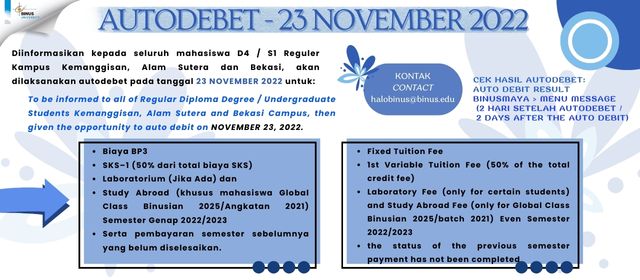 BINUS
UNIVERSITY
AUTODEBET - 23 NOVEMBER 2022
Diinformasikan kepada seluruh mahasiswa D4 / S1 Reguler
Kampus Kemanggisan, Alam Sutera dan Bekasi, akan
dilaksanakan autodebet pada tanggal 23 NOVEMBER 2022 untuk:
To be informed to all of Regular Diploma Degree / Undergraduate
Students Kemanggisan, Alam Sutera and Bekasi Campus, then
given the opportunity to auto debit on NOVEMBER 23, 2022.
KONTAK
CONTACT
halobinus@binus.edu
CEK HASIL AUTODEBET:
AUTO DEBIT RESULT
BINUSMAYA > MENU MESSAGE
(2 HARI SETELAH AUTODEBET /
2 DAYS AFTER THE AUTO DEBIT)
• Biaya BP3
• SKS-1 (50% dari total biaya SKS)
• Laboratorium (Jika Ada) dan
• Study Abroad (khusus mahasiswa Global
Class Binusian 2025/Angkatan 2021)
Semester Genap 2022/2023
• Serta pembayaran semester sebelumnya
yang belum diselesaikan.
• Fixed Tuition Fee
• 1st Variable Tuition Fee (50% of the total
credit fee)
• Laboratory Fee (only for certain students)
and Study Abroad Fee (only for Global Class
Binusian 2025/batch 2021) Even Semester
2022/2023
• the status of the previous semester
payment has not been completed